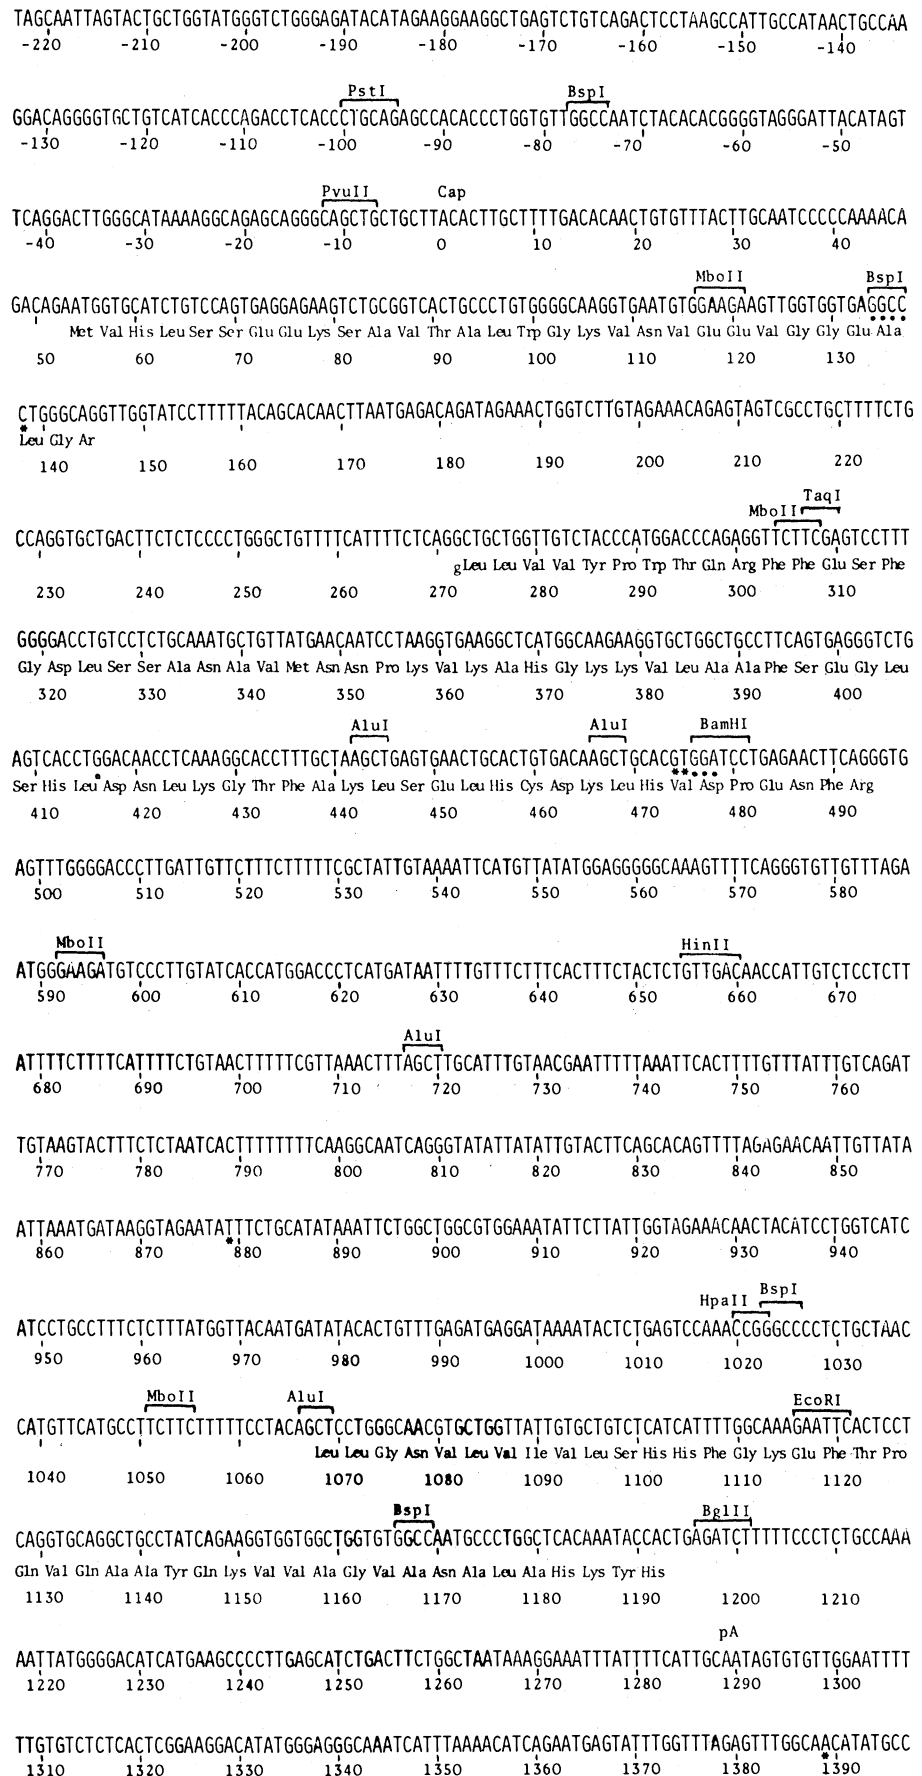 TAGCAATTAGTACTGCTGGTATGGGTCTGGGAGATACATAGAAGGAAGGCTGAGTCTGTCAGACTCCTAAGCCATTGCCATAACTGCCAA
-220 -210 -200 -190 -180 -170 -160 -150 -140
PstI BspI
GGACAGGGGTGCTGTCATCACCCAGACCTCACCCTGCAGAGCCACACCCTGGTGTTGGCCAATCTACACACGGGGTAGGGATTACATAGT
-130 -120 -110 -100 -90 -80 -70 -60 -50
PvuII Cap
TCAGGACTTGGGCATAAAAGGCAGAGCAGGGCAGCTGCTGCTTACACTTGCTTTTGACACAACTGTGTTTACTTGCAATCCCCCAAAACA
-40 -30 -20 -10 0 10 20 30 40
MboII BspI
GACAGAATGGTGCATCTGTCCAGTGAGGAGAAGTCTGCGGTCACTGCCCTGTGGGGCAAGGTGAATGTGGAAGAAGTTGGTGGTGAGGCC
Met Val His Leu Ser Ser Glu Glu Lys Ser Ala Val Thr Ala Leu Trp Gly Lys Val Asn Val Glu Glu Val Gly Gly Glu Ala
50 60 70 80 90 100 110 120 130
CTGGGCAGGTTGGTATCCTTTTTACAGCACAACTTAATGAGACAGATAGAAACTGGTCTTGTAGAAACAGAGTAGTCGCCTGCTTTTCTG
* Leu Gly Ar
140 150 160 170 180 190 200 210 220
MboII TaqI
CCAGGTGCTGACTTCTCTCCCCTGGGCTGTTTTCATTTTCTCAGGCTGCTGGTTGTCTACCCATGGACCCAGAGGTTCTTCGAGTCCTTT
gLeu Leu Val Val Tyr Pro Trp Thr Gln Arg Phe Phe Glu Ser Phe
230 240 250 260 270 280 290 300 310
GGGGACCTGTCCTCTGCAAATGCTGTTATGAACAATCCTAAGGTGAAGGCTCATGGCAAGAAGGTGCTGGCTGCCTTCAGTGAGGGTCTG
Gly Asp Leu Ser Ser Ala Asn Ala Val Met Asn Asn Pro Lys Val Lys Ala His Gly Lys Lys Val Leu Ala Ala Phe Ser Glu Gly Leu
320 330 340 350 360 370 380 390 400
AluI AluI BamHI
AGTCACCTGGACAACCTCAAAGGCACCTTTGCTAAGCTGAGTGAACTGCACTGTGACAAGCTGCACGTGGATCCTGAGAACTTCAGGGTG
Ser His Leu Asp Asn Leu Lys Gly Thr Phe Ala Lys Leu Ser Glu Leu His Cys Asp Lys Leu His Val Asp Pro Glu Asn Phe Arg
410 420 430 440 450 460 470 480 490
AGTTTGGGGACCCTTGATTGTTCTTTCTTTTTCGCTATTGTAAAATTCATGTTATATGGAGGGGGCAAAGTTTTCAGGGTGTTGTTTAGA
500 510 520 530 540 550 560 570 580
MboII HinII
ATGGGAAGATGTCCCTTGTATCACCATGGACCCTCATGATAATTTTGTTTCTTTCACTTTCTACTCTGTTGACAACCATTGTCTCCTCTT
590 600 610 620 630 640 650 660 670
AluI
ATTTTCTTTTCATTTTCTGTAACTTTTTCGTTAAACTTTAGCTTGCATTTGTAACGAATTTTTAAATTCACTTTTGTTTATTTGTCAGAT
680 690 700 710 720 730 740 750 760
TGTAAGTACTTTCTCTAATCACTTTTTTTTCAAGGCAATCAGGGTATATTATATTGTACTTCAGCACAGTTTTAGAGAACAATTGTTATA
770 780 790 800 810 820 830 840 850
ATTAAATGATAAGGTAGAATATTTCTGCATATAAATTCTGGCTGGCGTGGAAATATTCTTATTGGTAGAAACAACTACATCCTGGTCATC
860 870 *880 890 900 910 920 930 940
HpaII BspI
ATCCTGCCTTTCTCTTTATGGTTACAATGATATACACTGTTTGAGATGAGGATAAAATACTCTGAGTCCAAACCGGGCCCCTCTGCTAAC
950 960 970 980 990 1000 1010 1020 1030
MboII AluI EcoRI
CATGTTCATGCCTTCTTCTTTTTCCTACAGCTCCTGGGCAACGTGCTGGTTATTGTGCTGTCTCATCATTTTGGCAAAGAATTCACTCCT
Leu Leu Gly Asn Val Leu Val Ile Val Leu Ser His His Phe Gly Lys Glu Phe Thr Pro
1040 1050 1060 1070 1080 1090 1100 1110 1120
BspI BglII
CAGGTGCAGGCTGCCTATCAGAAGGTGGTGGCTGGTGTGGCCAATGCCCTGGCTCACAAATACCACTGAGATCTTTTTCCCTCTGCCAAA
Gln Val Gln Ala Ala Tyr Gln Lys Val Val Ala Gly Val Ala Asn Ala Leu Ala His Lys Tyr His
1130 1140 1150 1160 1170 1180 1190 1200 1210
pA
AATTATGGGGACATCATGAAGCCCCTTGAGCATCTGACTTCTGGCTAATAAAGGAAATTTATTTTCATTGCAATAGTGTGTTGGAATTTT
1220 1230 1240 1250 1260 1270 1280 1290 1300
TTGTGTCTCTCACTCGGAAGGACATATGGGAGGGCAAATCATTTAAAACATCAGAATGAGTATTTGGTTTAGAGTTTGGCAACATATGCC
1310 1320 1330 1340 1350 1360 1370 1380 *1390